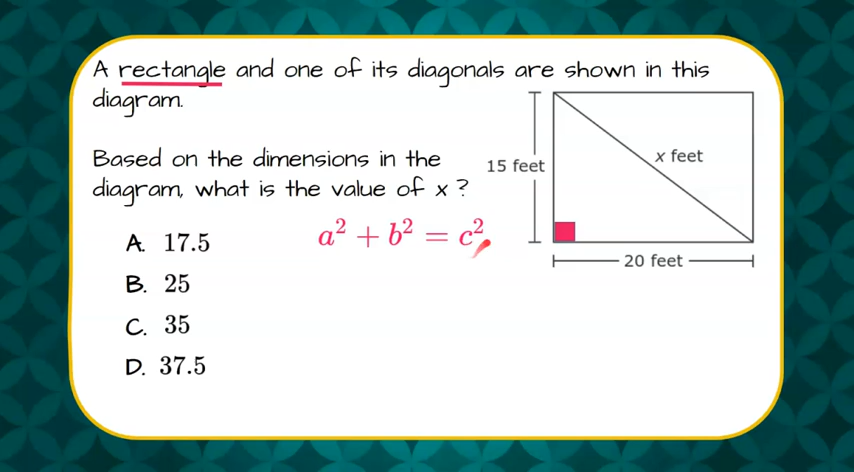 A rectangle and one of its diagonals are shown in this
diagram.
Based on the dimensions in the
diagram, what is the value of x ?
A. 17.5
B. 25
C. 35
D. 37.5
a² + b² = c²
15 feet
x feet
20 feet